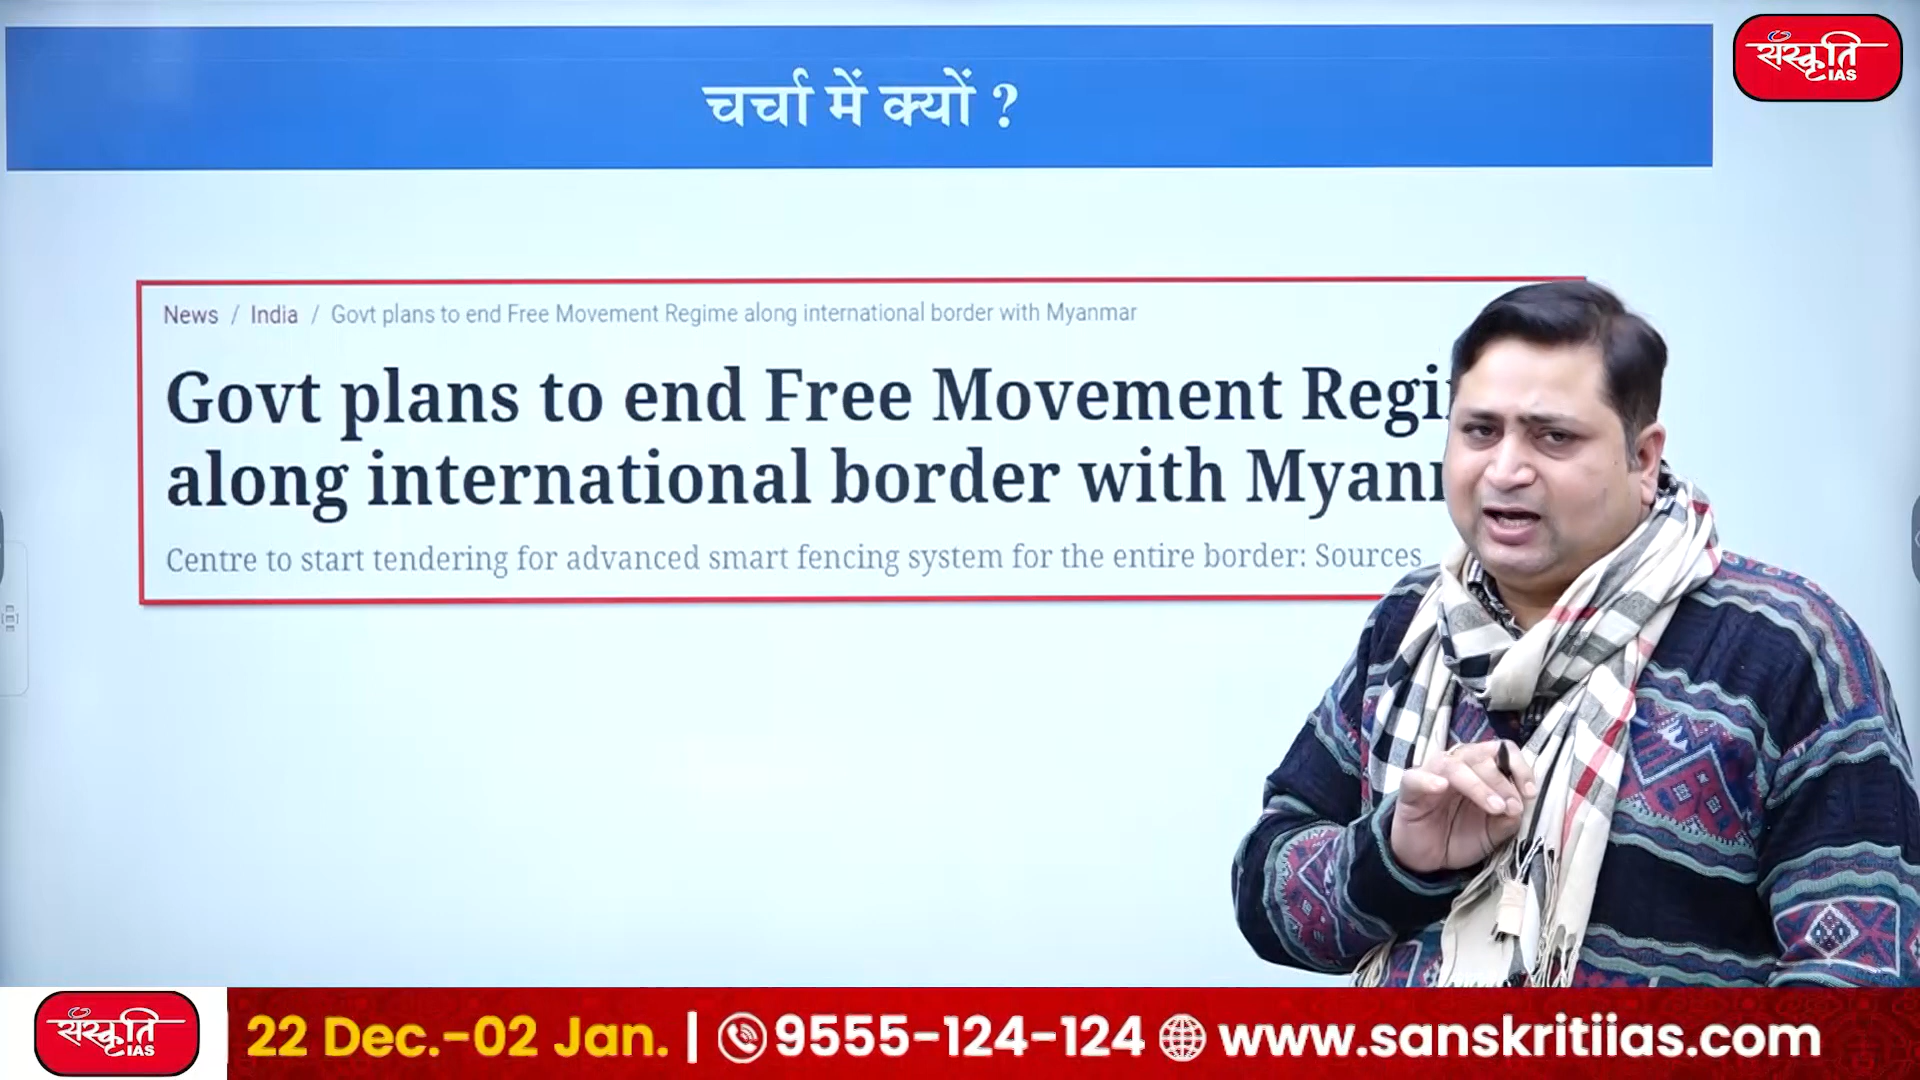 चर्चा में क्यों ?
संस्कृति
IAS
News / India / Govt plans to end Free Movement Regime along international border with Myanmar
Govt plans to end Free Movement
along international border with
Centre to start tendering for advanced smart fencing system for the entire border: Sources
संस्कृति
IAS
22 Dec.-02 Jan. | 9555-124-124 www.sanskritiias.com